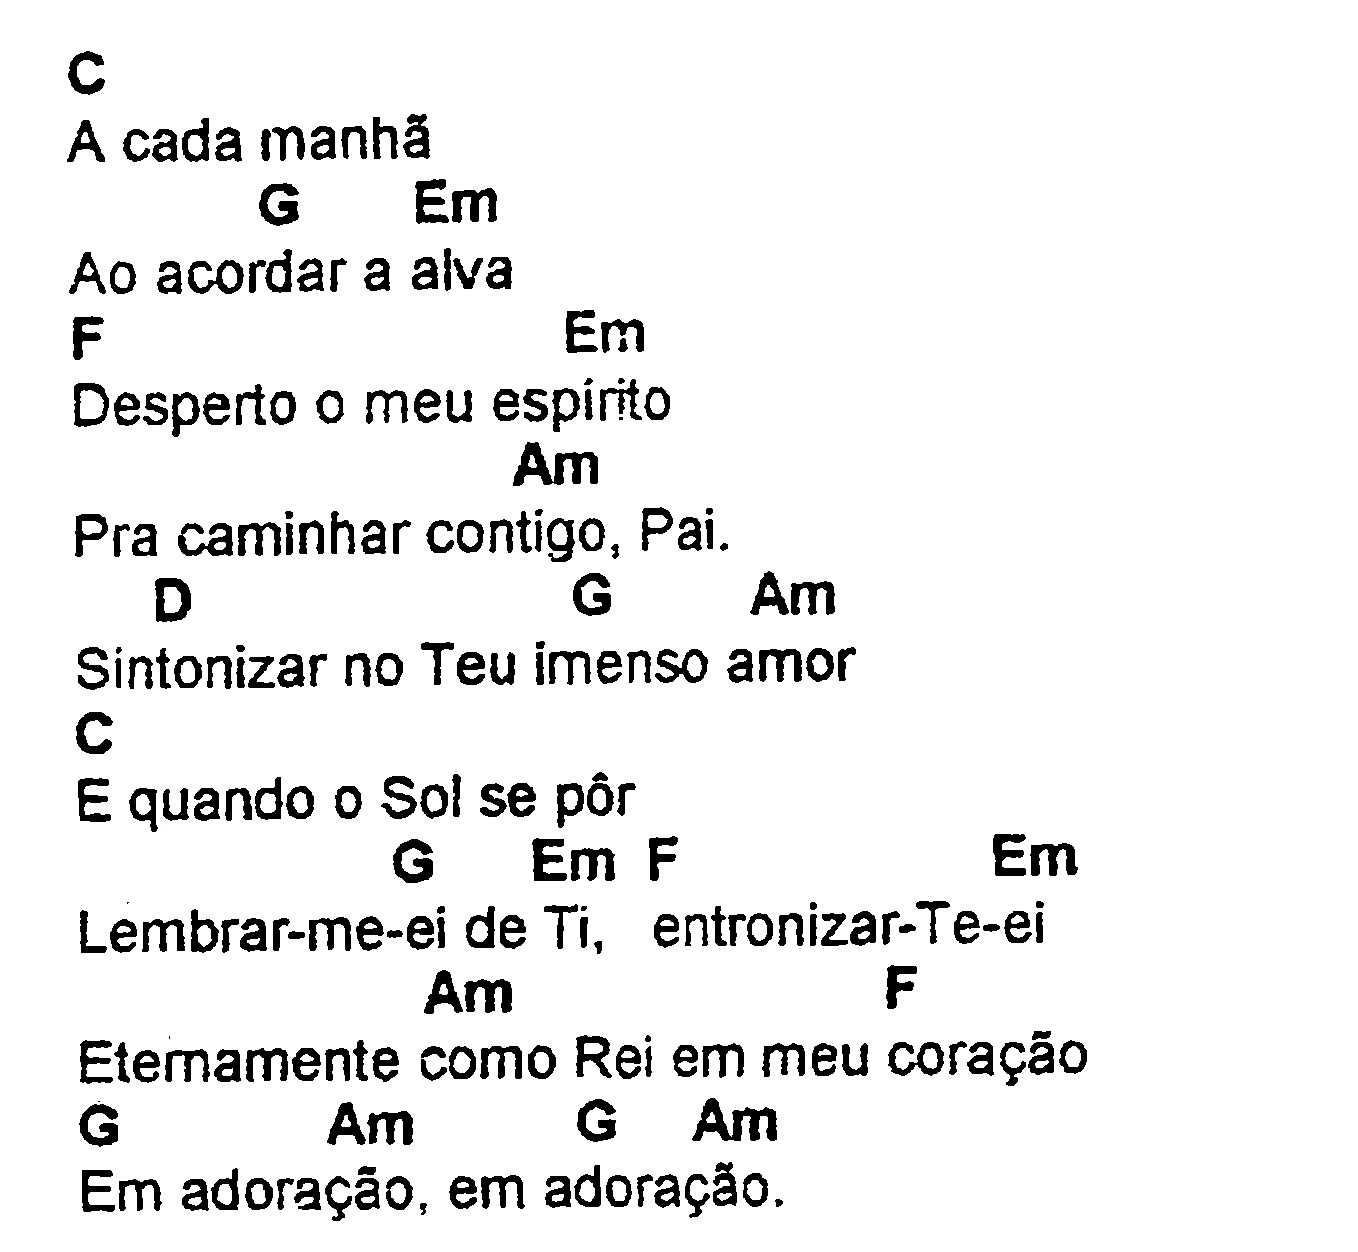 C
A cada manhã
G Em
Ao acordar a alva
F Em
Desperto o meu espírito
Am
Pra caminhar contigo, Pai.
D G Am
Sintonizar no Teu imenso amor
C
E quando o Sol se pôr
G Em F Em
Lembrar-me-ei de Ti, entronizar-Te-ei
Am F
Eternamente como Rei em meu coração
G Am G Am
Em adoração, em adoração.